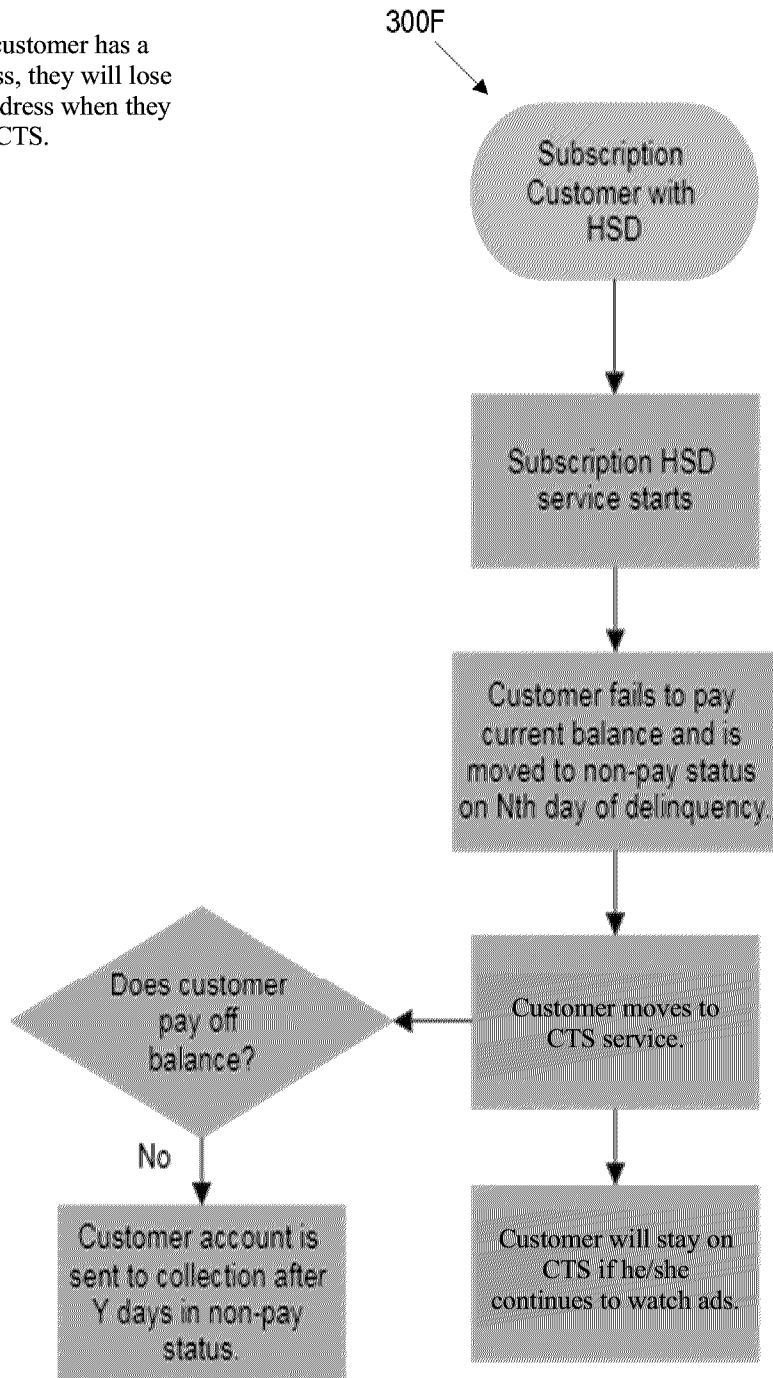 300F
customer has a
ss, they will lose
dress when they
CTS.
Subscription
Customer with
HSD
Subscription HSD
service starts
Customer fails to pay
current balance and is
moved to non-pay status
on Nth day of delinquency.
Does customer
pay off
balance?
Customer moves to
CTS service.
No
Customer account is
sent to collection after
Y days in non-pay
status.
Customer will stay on
CTS if he/she
continues to watch ads.